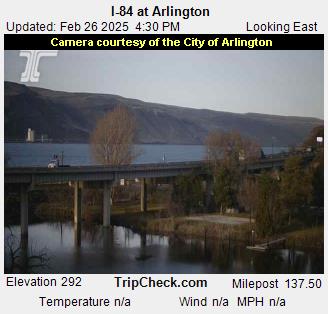 I-84 at Arlington
Updated: Feb 26 2025 4:30 PM Looking East
Camera courtesy of the City of Arlington
Elevation 292 TripCheck.com Milepost 137.50
Temperature n/a Wind n/a MPH n/a